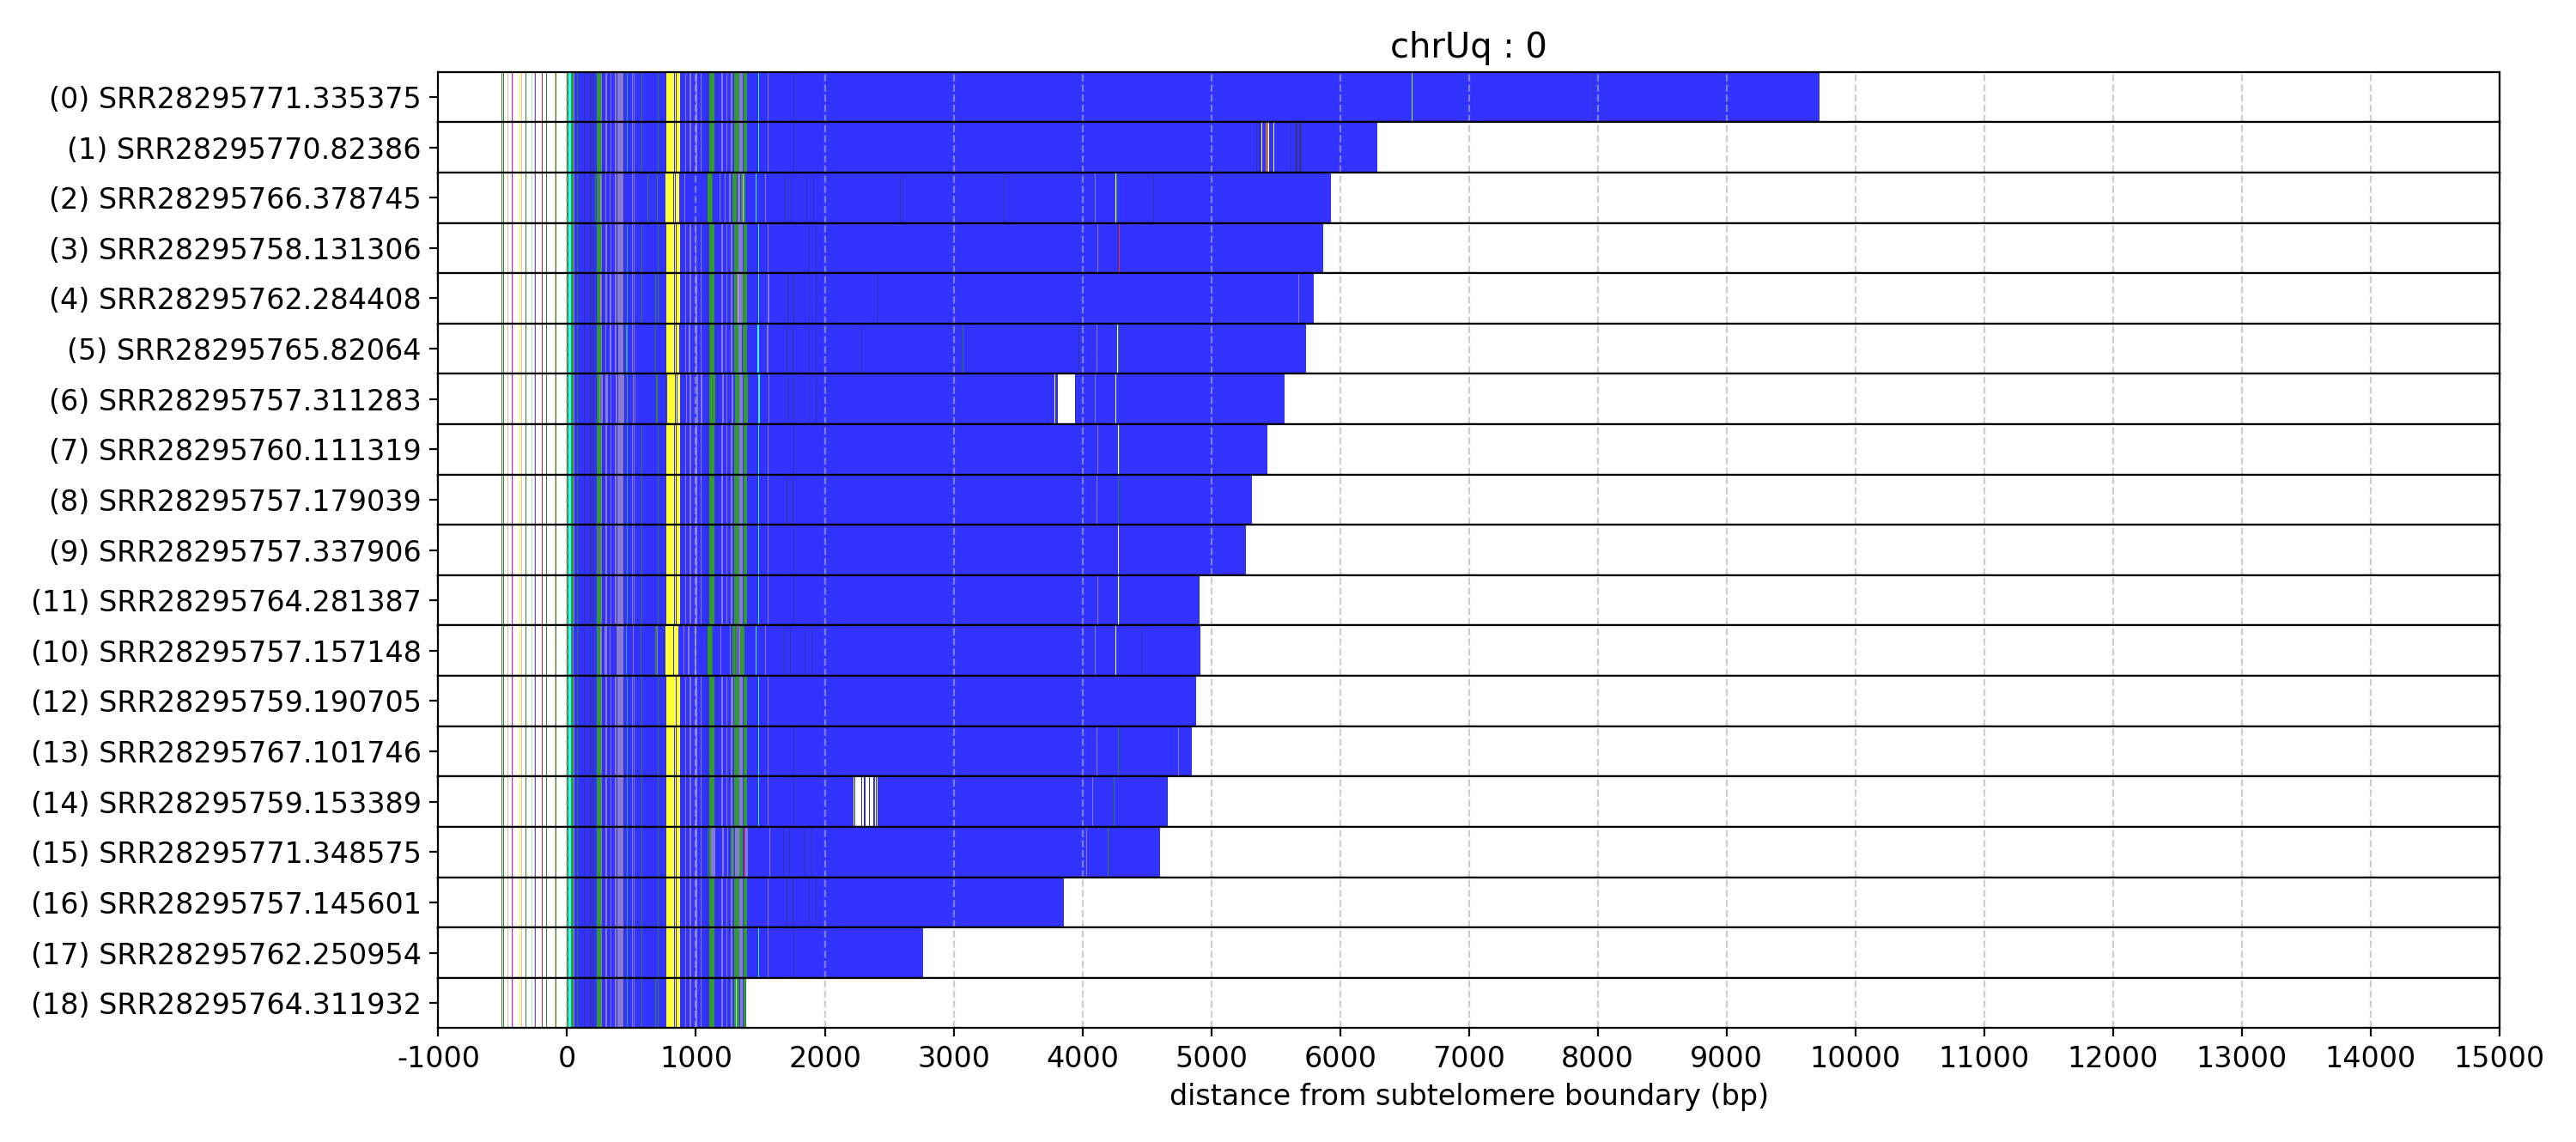 chrUq : 0
(0) SRR28295771.335375
(1) SRR28295770.82386
(2) SRR28295766.378745
(3) SRR28295758.131306
(4) SRR28295762.284408
(5) SRR28295765.82064
(6) SRR28295757.311283
(7) SRR28295760.111319
(8) SRR28295757.179039
(9) SRR28295757.337906
(11) SRR28295764.281387
(10) SRR28295757.157148
(12) SRR28295759.190705
(13) SRR28295767.101746
(14) SRR28295759.153389
(15) SRR28295771.348575
(16) SRR28295757.145601
(17) SRR28295762.250954
(18) SRR28295764.311932
-1000 0 1000 2000 3000 4000 5000 6000 7000 8000 9000 10000 11000 12000 13000 14000 15000
distance from subtelomere boundary (bp)